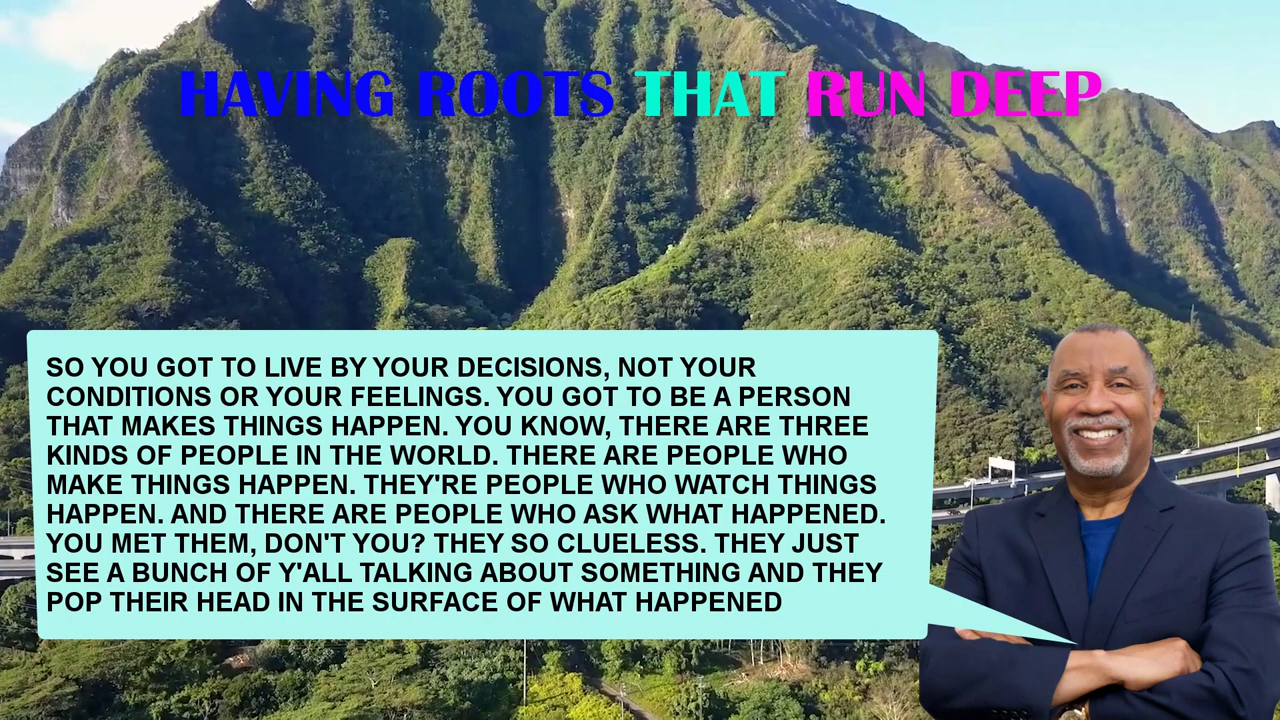 HAVING ROOTS THAT RUN DEEP
SO YOU GOT TO LIVE BY YOUR DECISIONS, NOT YOUR
CONDITIONS OR YOUR FEELINGS. YOU GOT TO BE A PERSON
THAT MAKES THINGS HAPPEN. YOU KNOW, THERE ARE THREE
KINDS OF PEOPLE IN THE WORLD. THERE ARE PEOPLE WHO
MAKE THINGS HAPPEN. THEY'RE PEOPLE WHO WATCH THINGS
HAPPEN. AND THERE ARE PEOPLE WHO ASK WHAT HAPPENED.
YOU MET THEM, DON'T YOU? THEY SO CLUELESS. THEY JUST
SEE A BUNCH OF Y'ALL TALKING ABOUT SOMETHING AND THEY
POP THEIR HEAD IN THE SURFACE OF WHAT HAPPENED